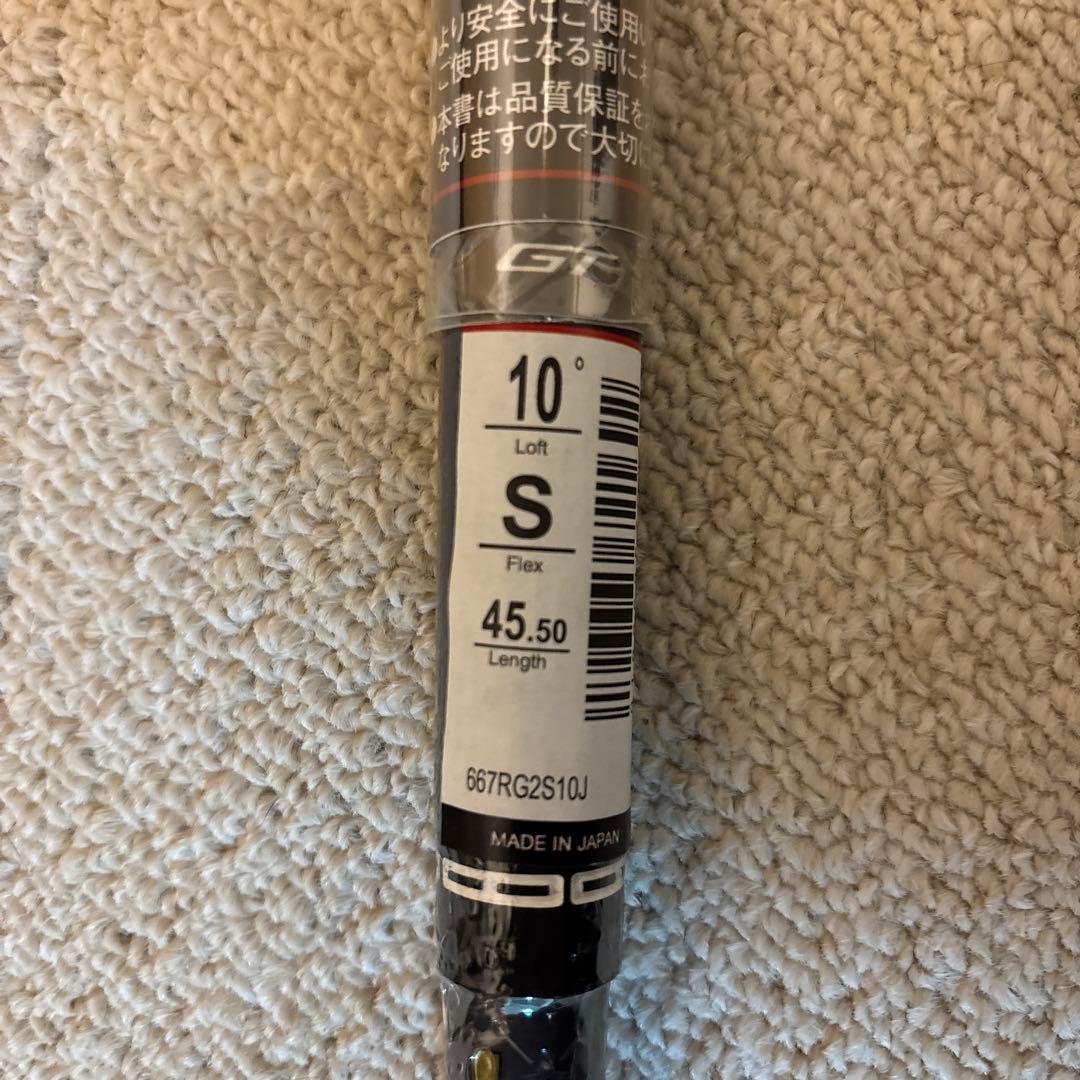 より安全にご使用い
ご使用になる前にお
本書は品質保証を
なりますので大切に
GT
10°
Loft
S
Flex
45.50
Length
667RG2S10J
MADE IN JAPAN